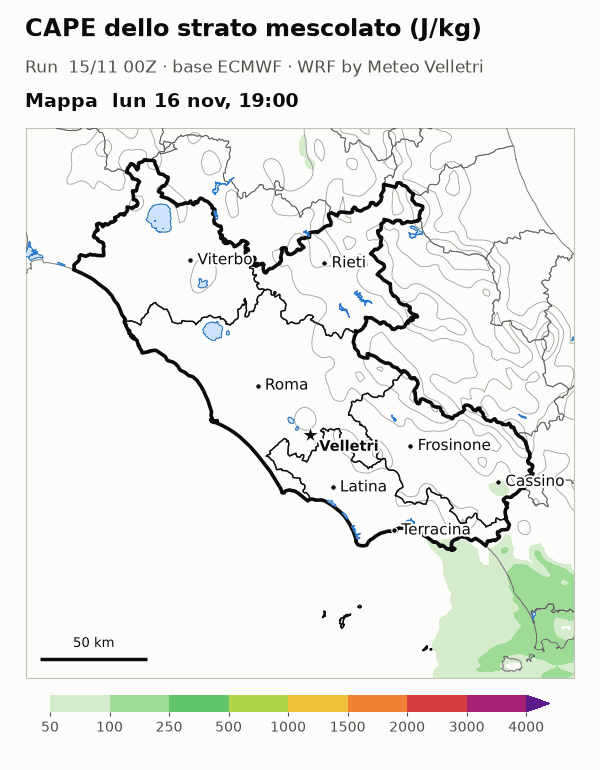 CAPE dello strato mescolato (J/kg)
Run  15/11 00Z · base ECMWF · WRF by Meteo Velletri
Mappa  lun 16 nov, 19:00
Viterbo
Rieti
Roma
Velletri
Frosinone
Cassino
Latina
Terracina
50 km
50 100 250 500 1000 1500 2000 3000 4000